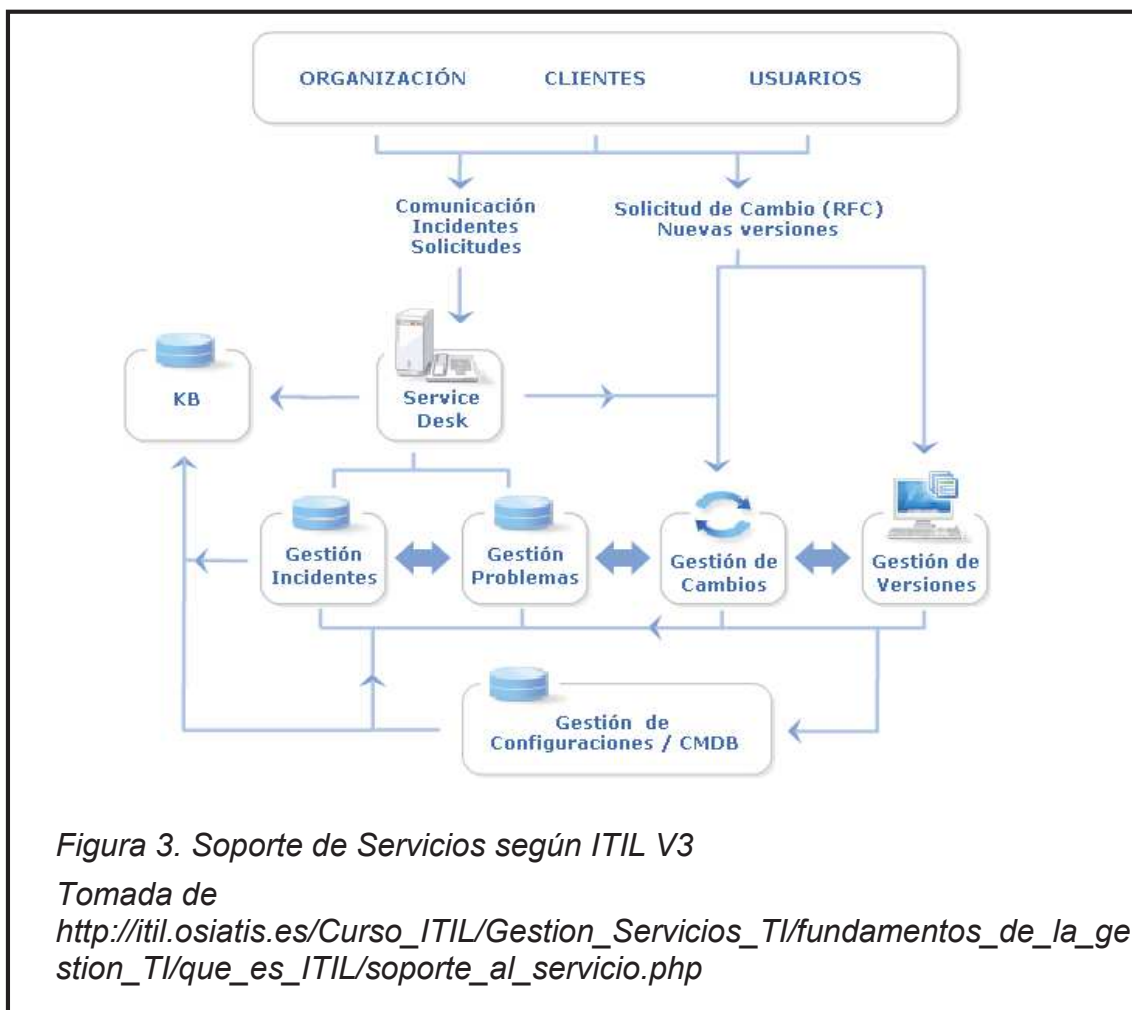 ORGANIZACIÓN CLIENTES USUARIOS
Comunicación
Incidentes
Solicitudes
Solicitud de Cambio (RFC)
Nuevas versiones
KB
Service
Desk
Gestión
Incidentes
Gestión
Problemas
Gestión de
Cambios
Gestión de
Versiones
Gestión de
Configuraciones / CMDB
Figura 3. Soporte de Servicios según ITIL V3
Tomada de
http://itil.osiatis.es/Curso_ITIL/Gestion_Servicios_TI/fundamentos_de_la_ge
stion_TI/que_es_ITIL/soporte_al_servicio.php